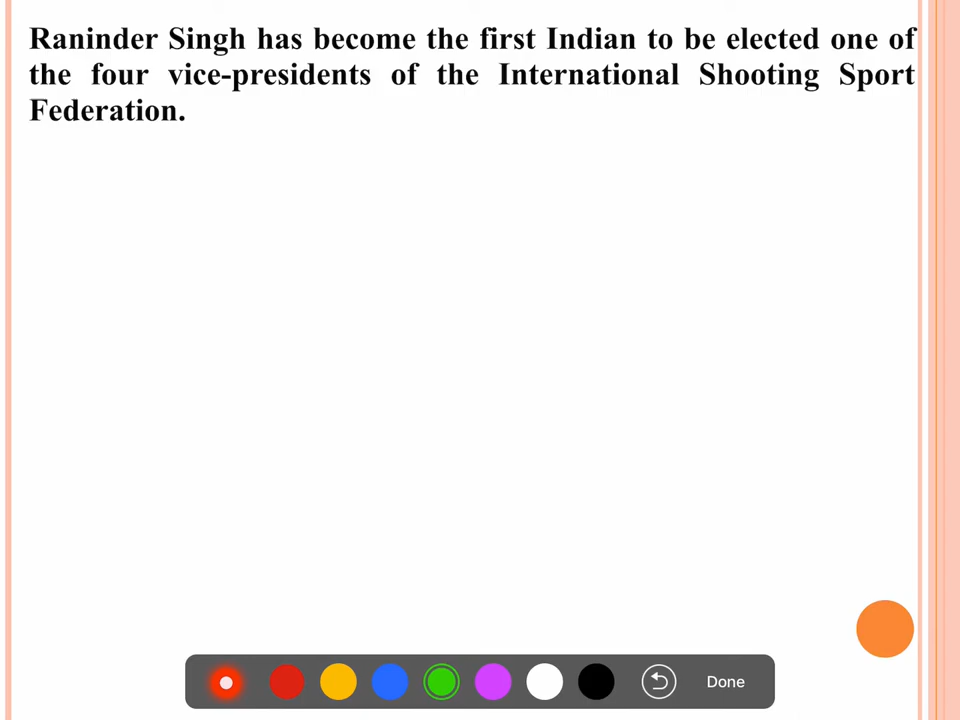 Raninder Singh has become the first Indian to be elected one of
the four vice-presidents of the International Shooting Sport
Federation.
Done